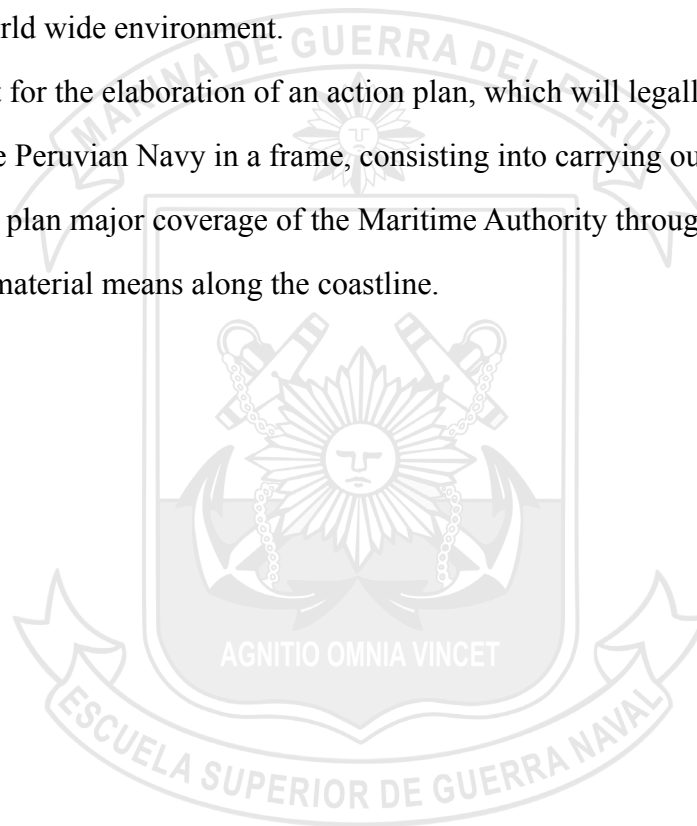 rld wide environment.
for the elaboration of an action plan, which will legall
e Peruvian Navy in a frame, consisting into carrying ou
plan major coverage of the Maritime Authority throug
material means along the coastline.
MARINA DE GUERRA DEL PERÚ
AGNITIO OMNIA VINCET
ESCUELA SUPERIOR DE GUERRA NAVAL